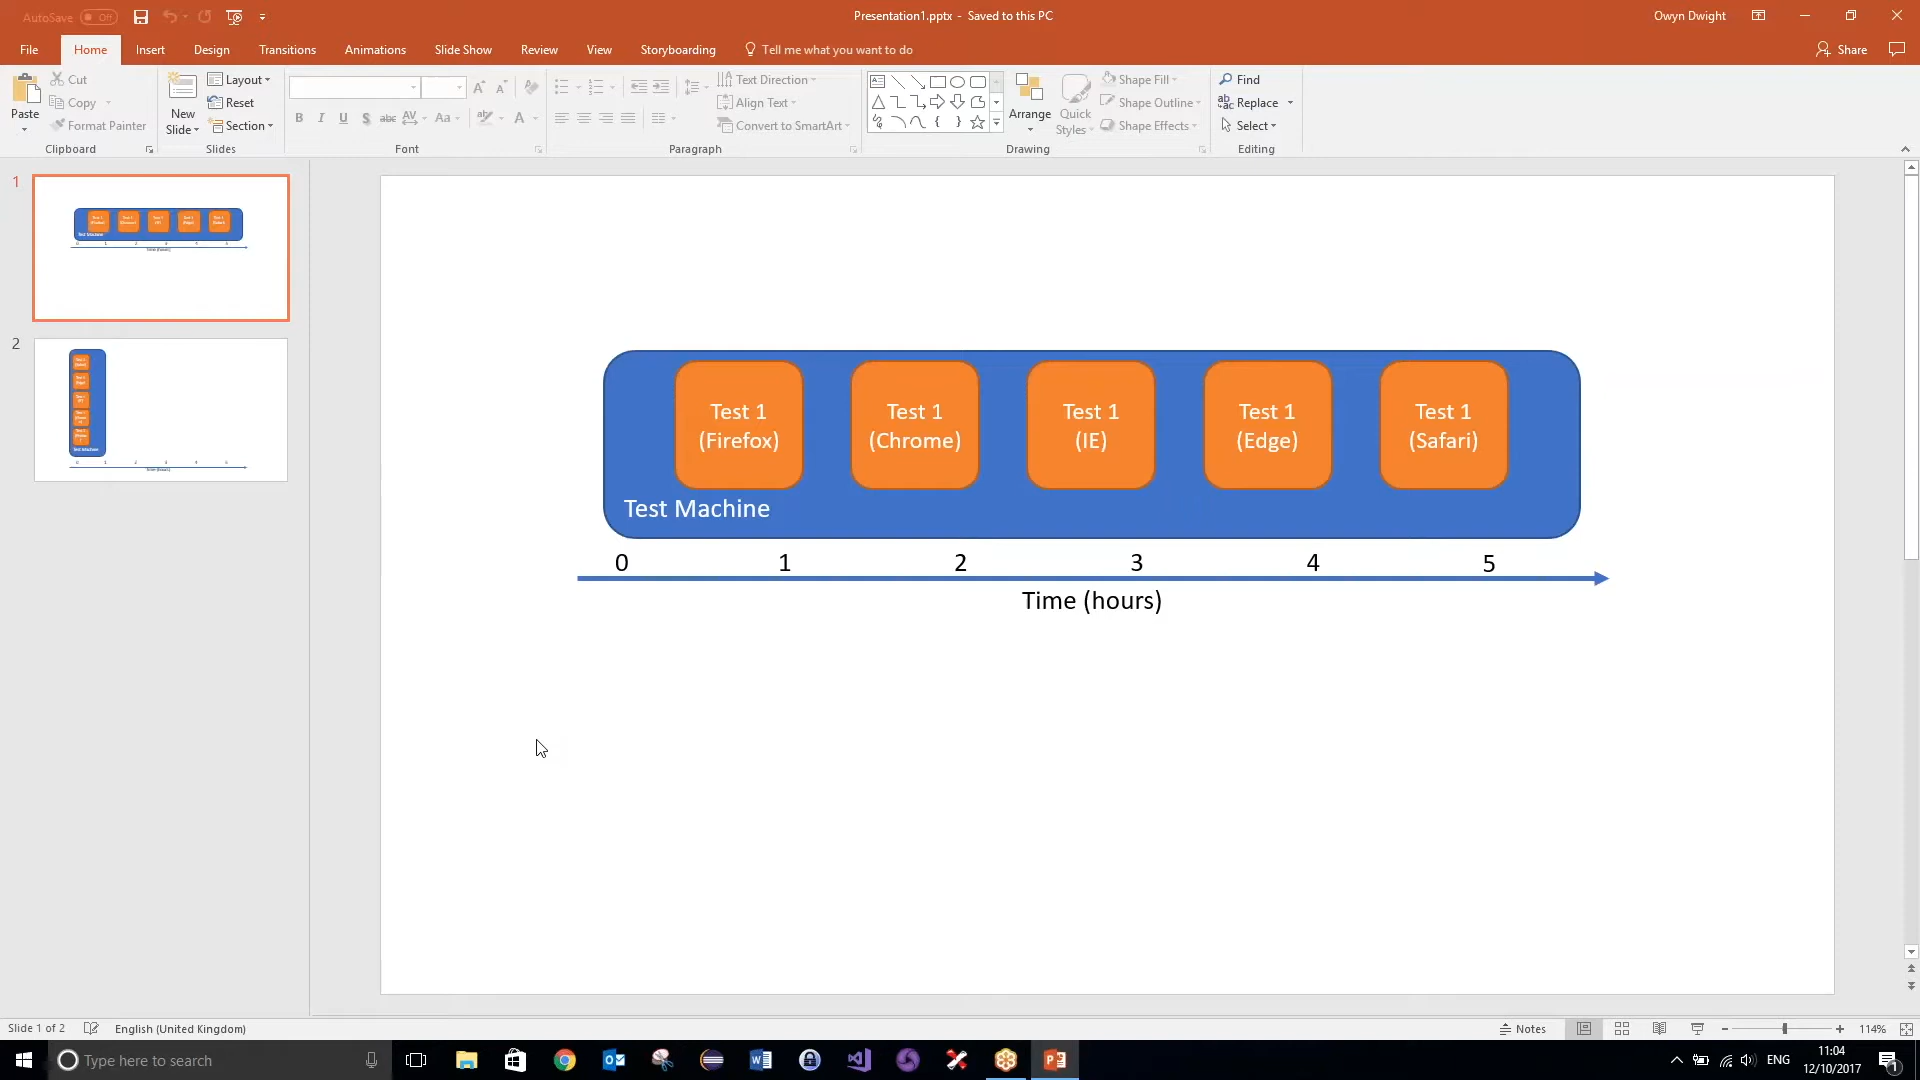 AutoSave Off
Presentation1.pptx - Saved to this PC
Owyn Dwight
File Home Insert Design Transitions Animations Slide Show Review View Storyboarding Tell me what you want to do Share
Paste
Cut
Copy
Format Painter
Clipboard
New
Slide
Layout
Reset
Section
Slides
Font
Text Direction
Align Text
Convert to SmartArt
Paragraph
Arrange
Quick
Styles
Shape Fill
Shape Outline
Shape Effects
Drawing
Find
Replace
Select
Editing
1
2
Test 1
(Firefox)
Test 1
(Chrome)
Test 1
(IE)
Test 1
(Edge)
Test 1
(Safari)
Test Machine
0 1 2 3 4 5
Time (hours)
Slide 1 of 2
English (United Kingdom)
Notes
114%
Type here to search
ENG
11:04
12/10/2017